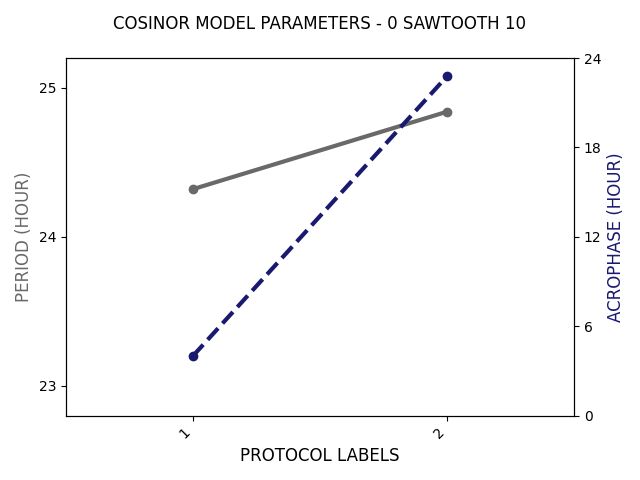 COSINOR MODEL PARAMETERS - 0 SAWTOOTH 10
25
24
23
PERIOD (HOUR)
24
18
12
6
0
ACROPHASE (HOUR)
1
2
PROTOCOL LABELS